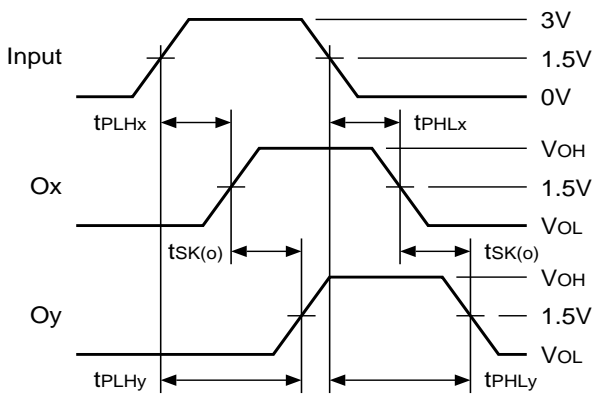 3V
Input
1.5V
0V
tPLHx
tPHLx
VOH
Ox
1.5V
VOL
tSK(o)
tSK(o)
VOH
Oy
1.5V
VOL
tPLHy
tPHLy